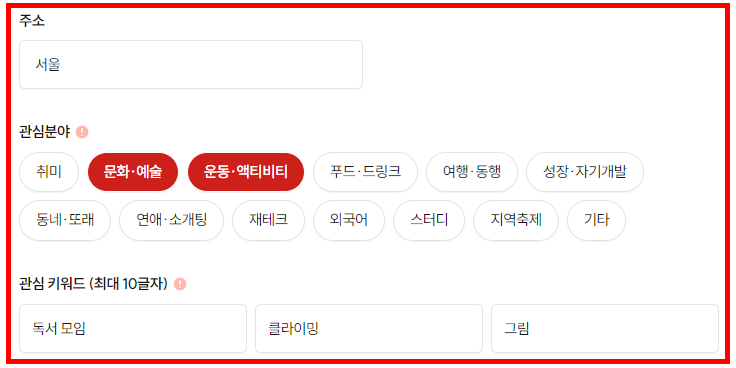 주소
서울
관심분야 !
취미 문화·예술 운동·액티비티 푸드·드링크 여행·동행 성장·자기개발
동네·또래 연애·소개팅 재테크 외국어 스터디 지역축제 기타
관심 키워드 (최대 10글자) !
독서 모임 클라이밍 그림